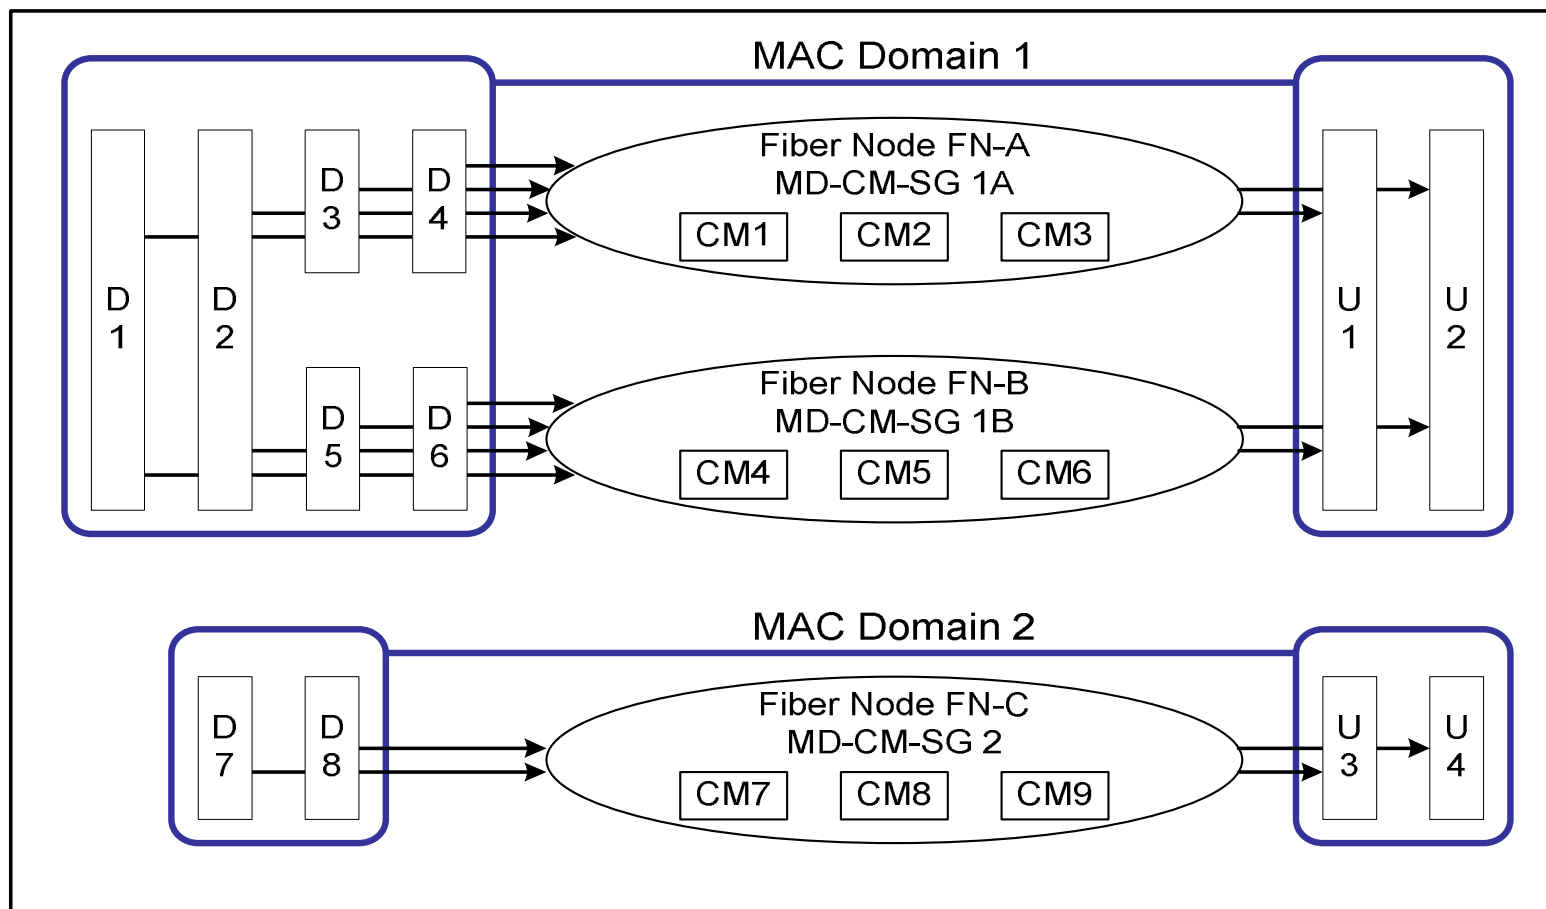 MAC Domain 1
D
1
D
2
D
3
D
4
D
5
D
6
Fiber Node FN-A
MD-CM-SG 1A
CM1 CM2 CM3
Fiber Node FN-B
MD-CM-SG 1B
CM4 CM5 CM6
U
1
U
2
MAC Domain 2
D
7
D
8
Fiber Node FN-C
MD-CM-SG 2
CM7 CM8 CM9
U
3
U
4